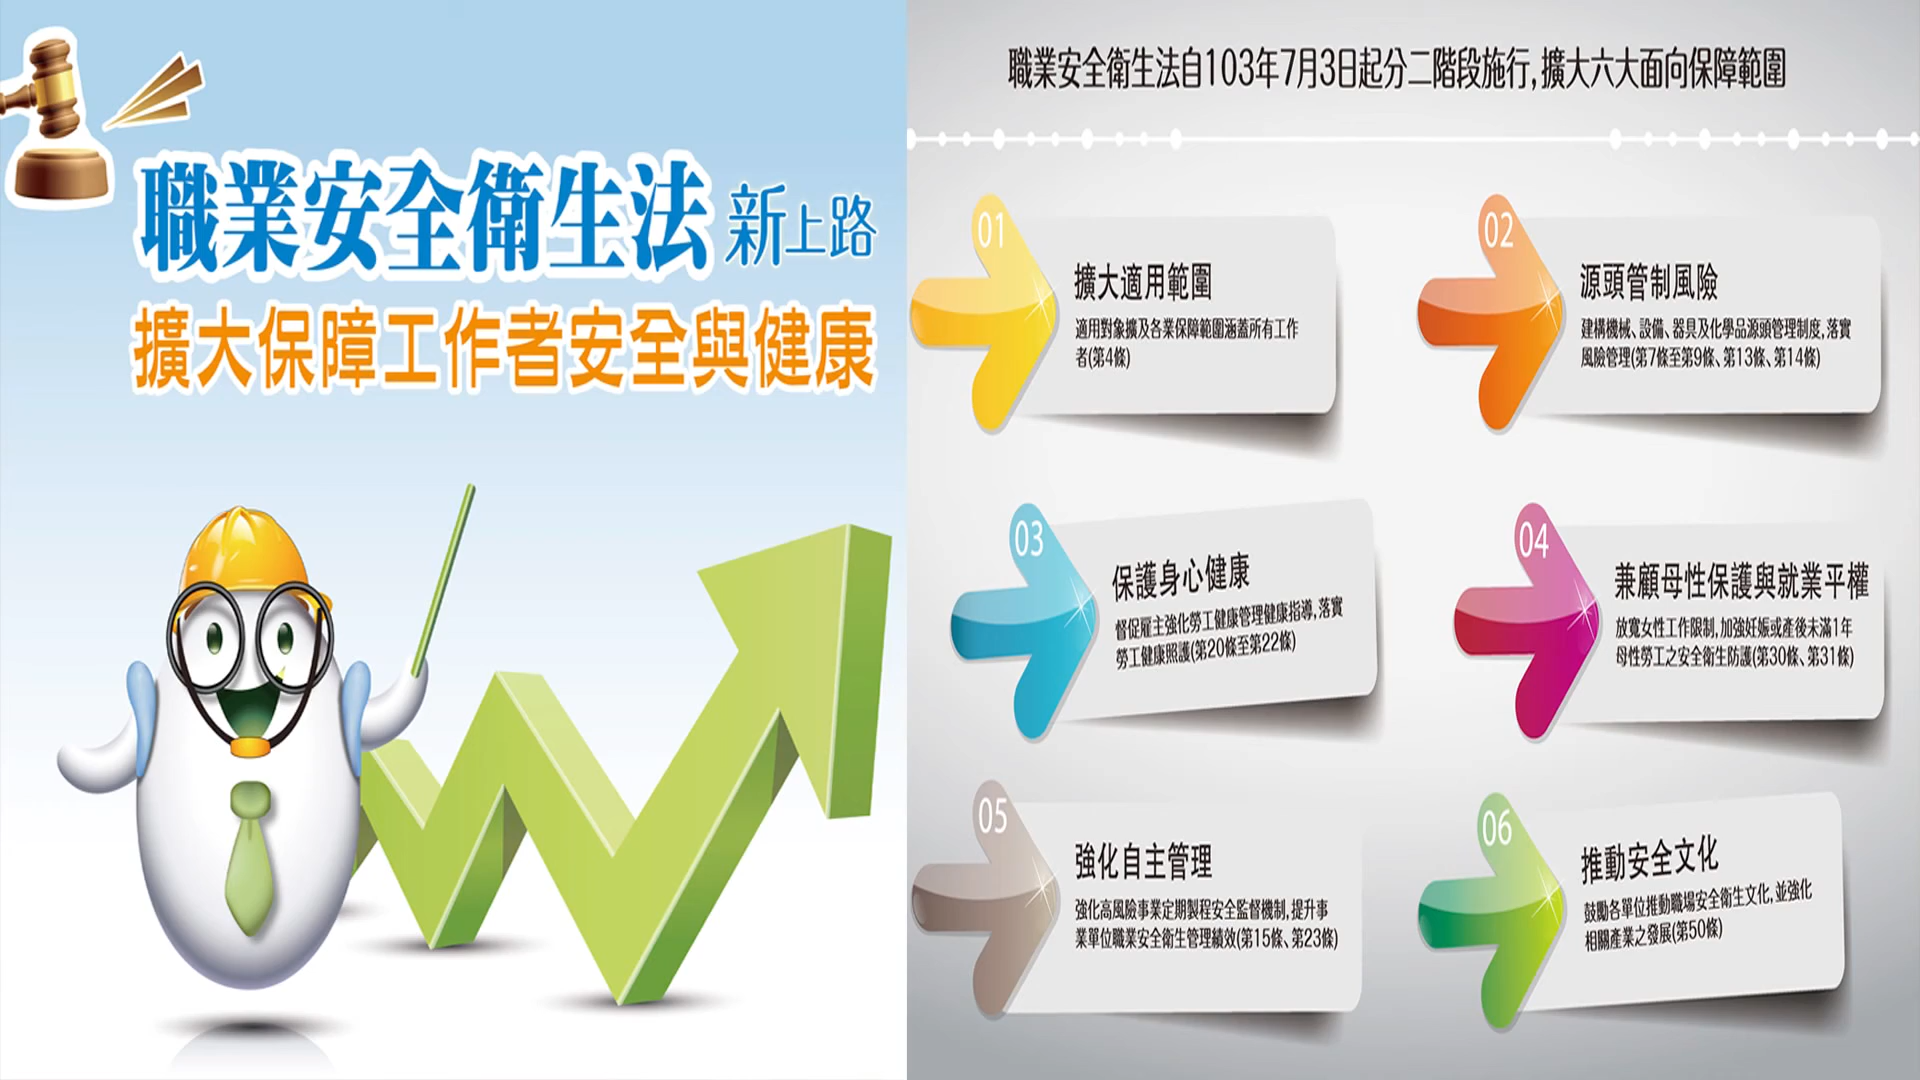 職業安全衛生法 新上路
擴大保障工作者安全與健康
職業安全衛生法自103年7月3日起分二階段施行,擴大六大面向保障範圍
01
擴大適用範圍
適用對象擴及各業保障範圍涵蓋所有工作
者(第4條)
02
源頭管制風險
建構機械、設備、器具及化學品源頭管理制度,落實
風險管理(第7條至第9條、第13條、第14條)
03
保護身心健康
督促雇主強化勞工健康管理健康指導,落實
勞工健康照護(第20條至第22條)
04
兼顧母性保護與就業平權
放寬女性工作限制,加強妊娠或產後未滿1年
母性勞工之安全衛生防護(第30條、第31條)
05
強化自主管理
強化高風險事業定期製程安全監督機制,提升事
業單位職業安全衛生管理績效(第15條、第23條)
06
推動安全文化
鼓勵各單位推動職場安全衛生文化,並強化
相關產業之發展(第50條)